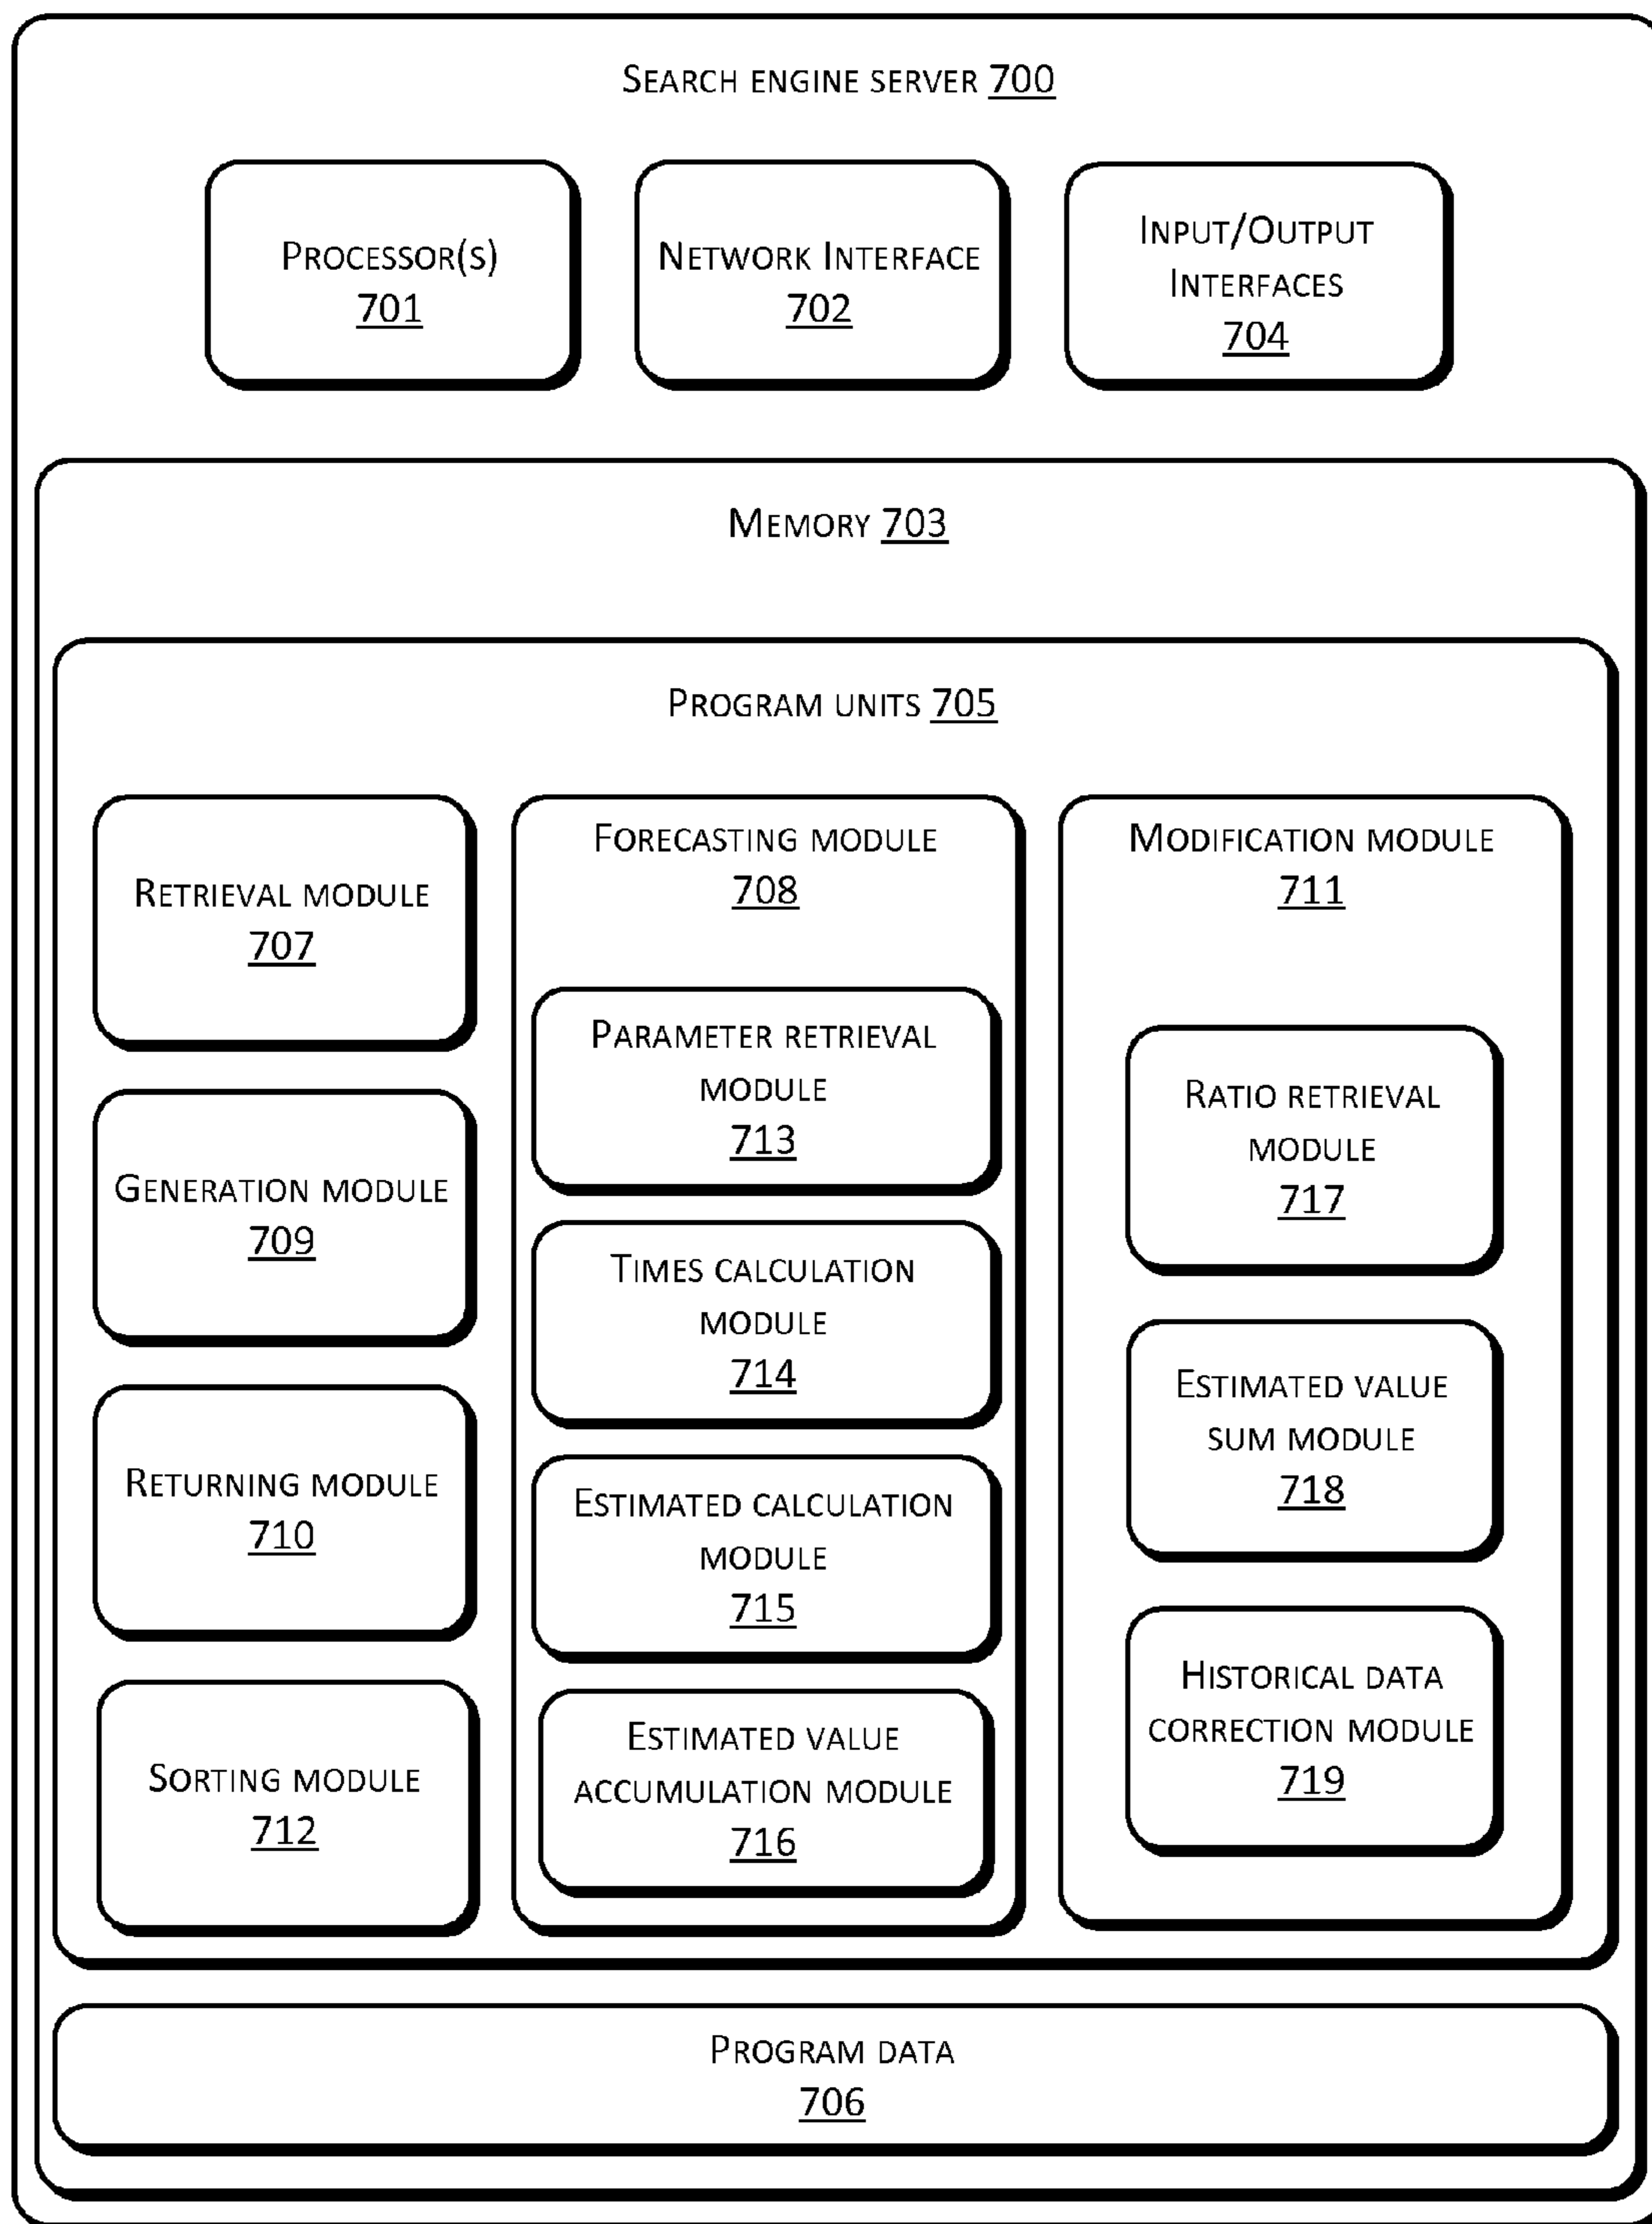 SEARCH ENGINE SERVER 700
PROCESSOR(S)
701
NETWORK INTERFACE
702
INPUT/OUTPUT
INTERFACES
704
MEMORY 703
PROGRAM UNITS 705
RETRIEVAL MODULE
707
GENERATION MODULE
709
RETURNING MODULE
710
SORTING MODULE
712
FORECASTING MODULE
708
PARAMETER RETRIEVAL
MODULE
713
TIMES CALCULATION
MODULE
714
ESTIMATED CALCULATION
MODULE
715
ESTIMATED VALUE
ACCUMULATION MODULE
716
MODIFICATION MODULE
711
RATIO RETRIEVAL
MODULE
717
ESTIMATED VALUE
SUM MODULE
718
HISTORICAL DATA
CORRECTION MODULE
719
PROGRAM DATA
706